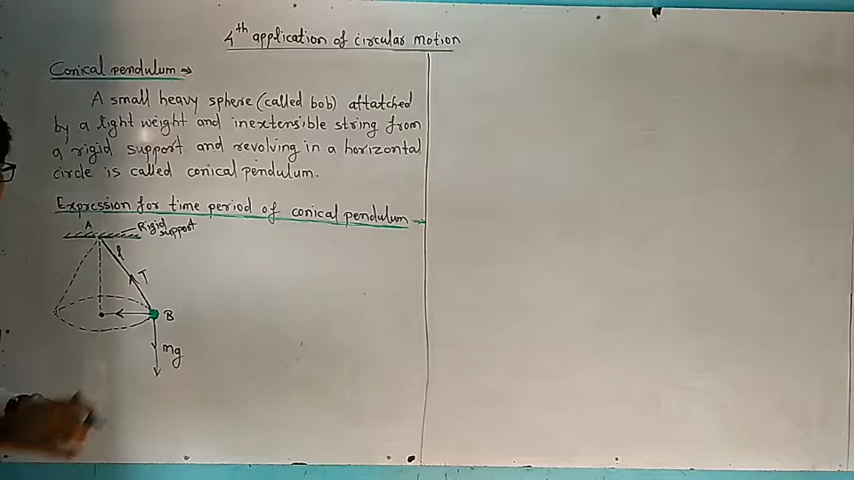 4th application of circular motion
Conical pendulum →
A small heavy sphere (called bob) attatched
by a light weight and inextensible string from
a rigid support and revolving in a horizontal
circle is called conical pendulum.
Expression for time period of conical pendulum →
A
Rigid
support
l
T
B
mg